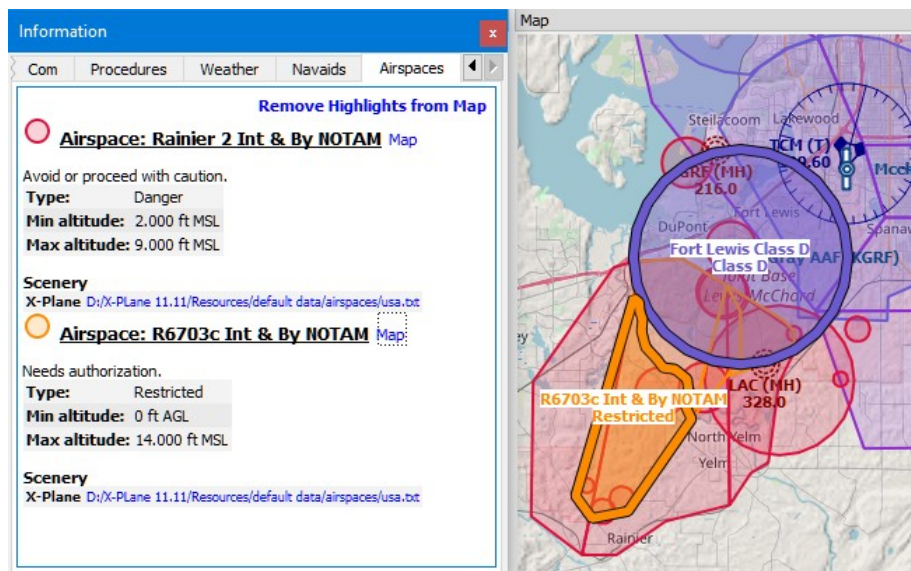 Information
x
Com Procedures Weather Navaids Airspaces
Remove Highlights from Map
Airspace: Rainier 2 Int & By NOTAM Map
Avoid or proceed with caution.
Type: Danger
Min altitude: 2.000 ft MSL
Max altitude: 9.000 ft MSL
Scenery
X-Plane D:/X-PLane 11.11/Resources/default data/airspaces/usa.txt
Airspace: R6703c Int & By NOTAM Map
Needs authorization.
Type: Restricted
Min altitude: 0 ft AGL
Max altitude: 14.000 ft MSL
Scenery
X-Plane D:/X-PLane 11.11/Resources/default data/airspaces/usa.txt
Map
Steilacoom Lakewood
TCM (T)
GRF (MH)
216.0
DuPont
Fort Lewis
Fort Lewis Class D
Class D
Gray AAF (KGRF)
Joint Base
Lewis McChord
LAC (MH)
328.0
R6703c Int & By NOTAM
Restricted
North Yelm
Yelm
Rainier